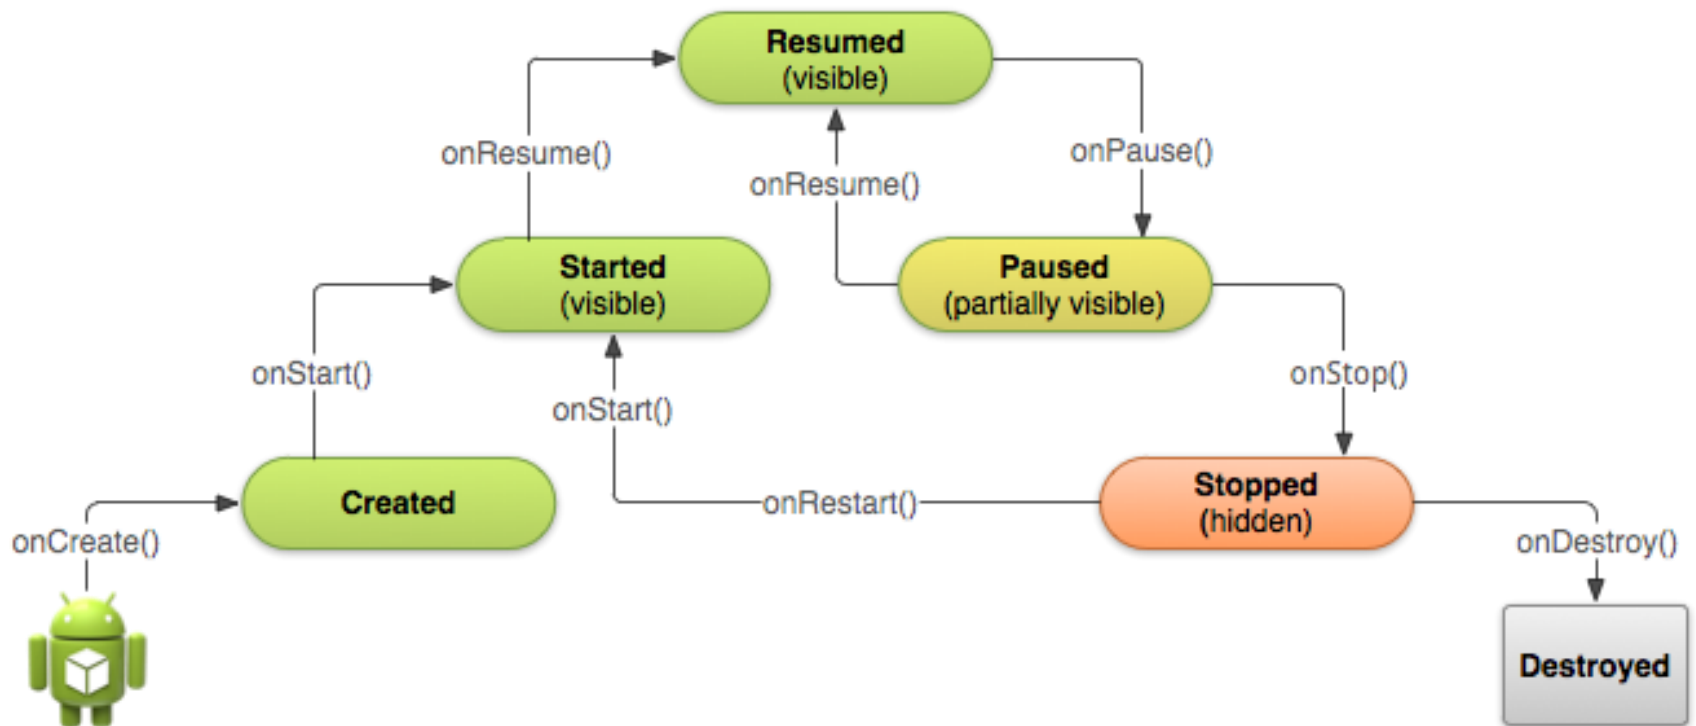 Resumed
(visible)
onResume()
onPause()
onResume()
Started
(visible)
Paused
(partially visible)
onStart()
onStart()
onStop()
Created
onRestart()
Stopped
(hidden)
onCreate()
onDestroy()
Destroyed